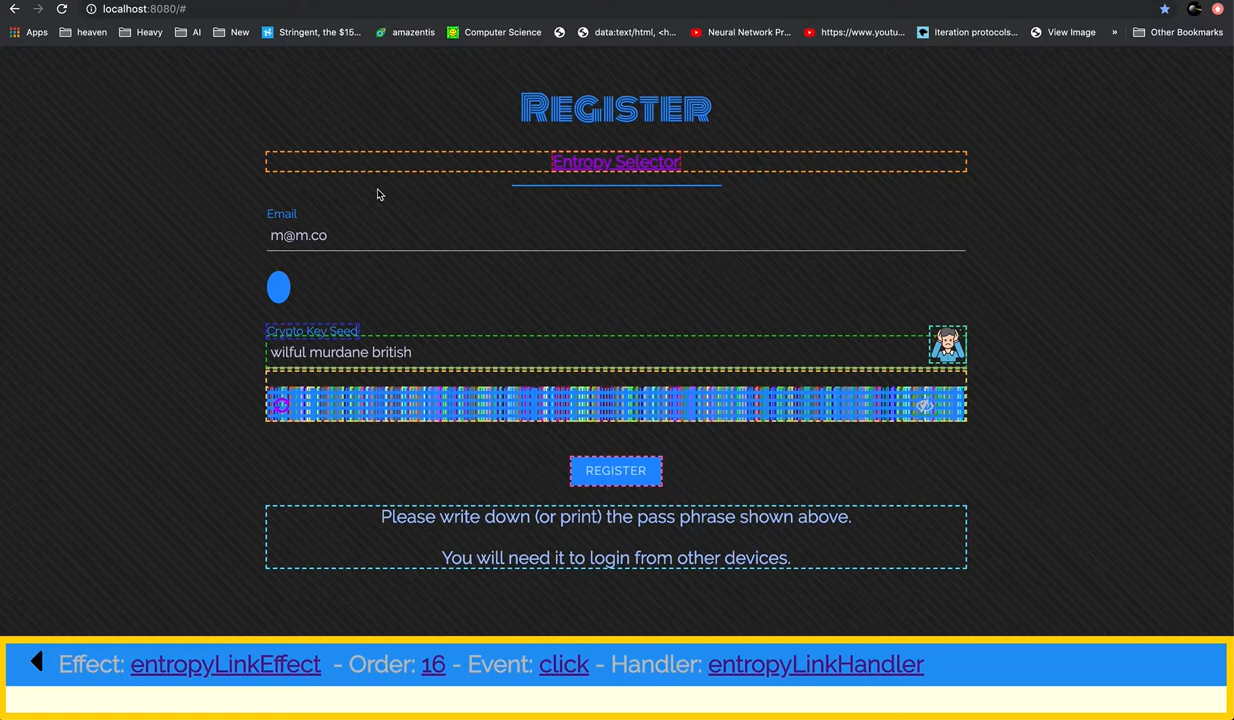 localhost:8080/#
Apps heaven Heavy AI New Stringent, the $15... amazentis Computer Science data:text/html, <h... Neural Network Pr... https://www.youtu... Iteration protocols... View Image » Other Bookmarks
REGISTER
Entropy Selector
Email
m@m.co
Crypto Key Seed
wilful murdane british
REGISTER
Please write down (or print) the pass phrase shown above.
You will need it to login from other devices.
Effect: entropyLinkEffect - Order: 16 - Event: click - Handler: entropyLinkHandler